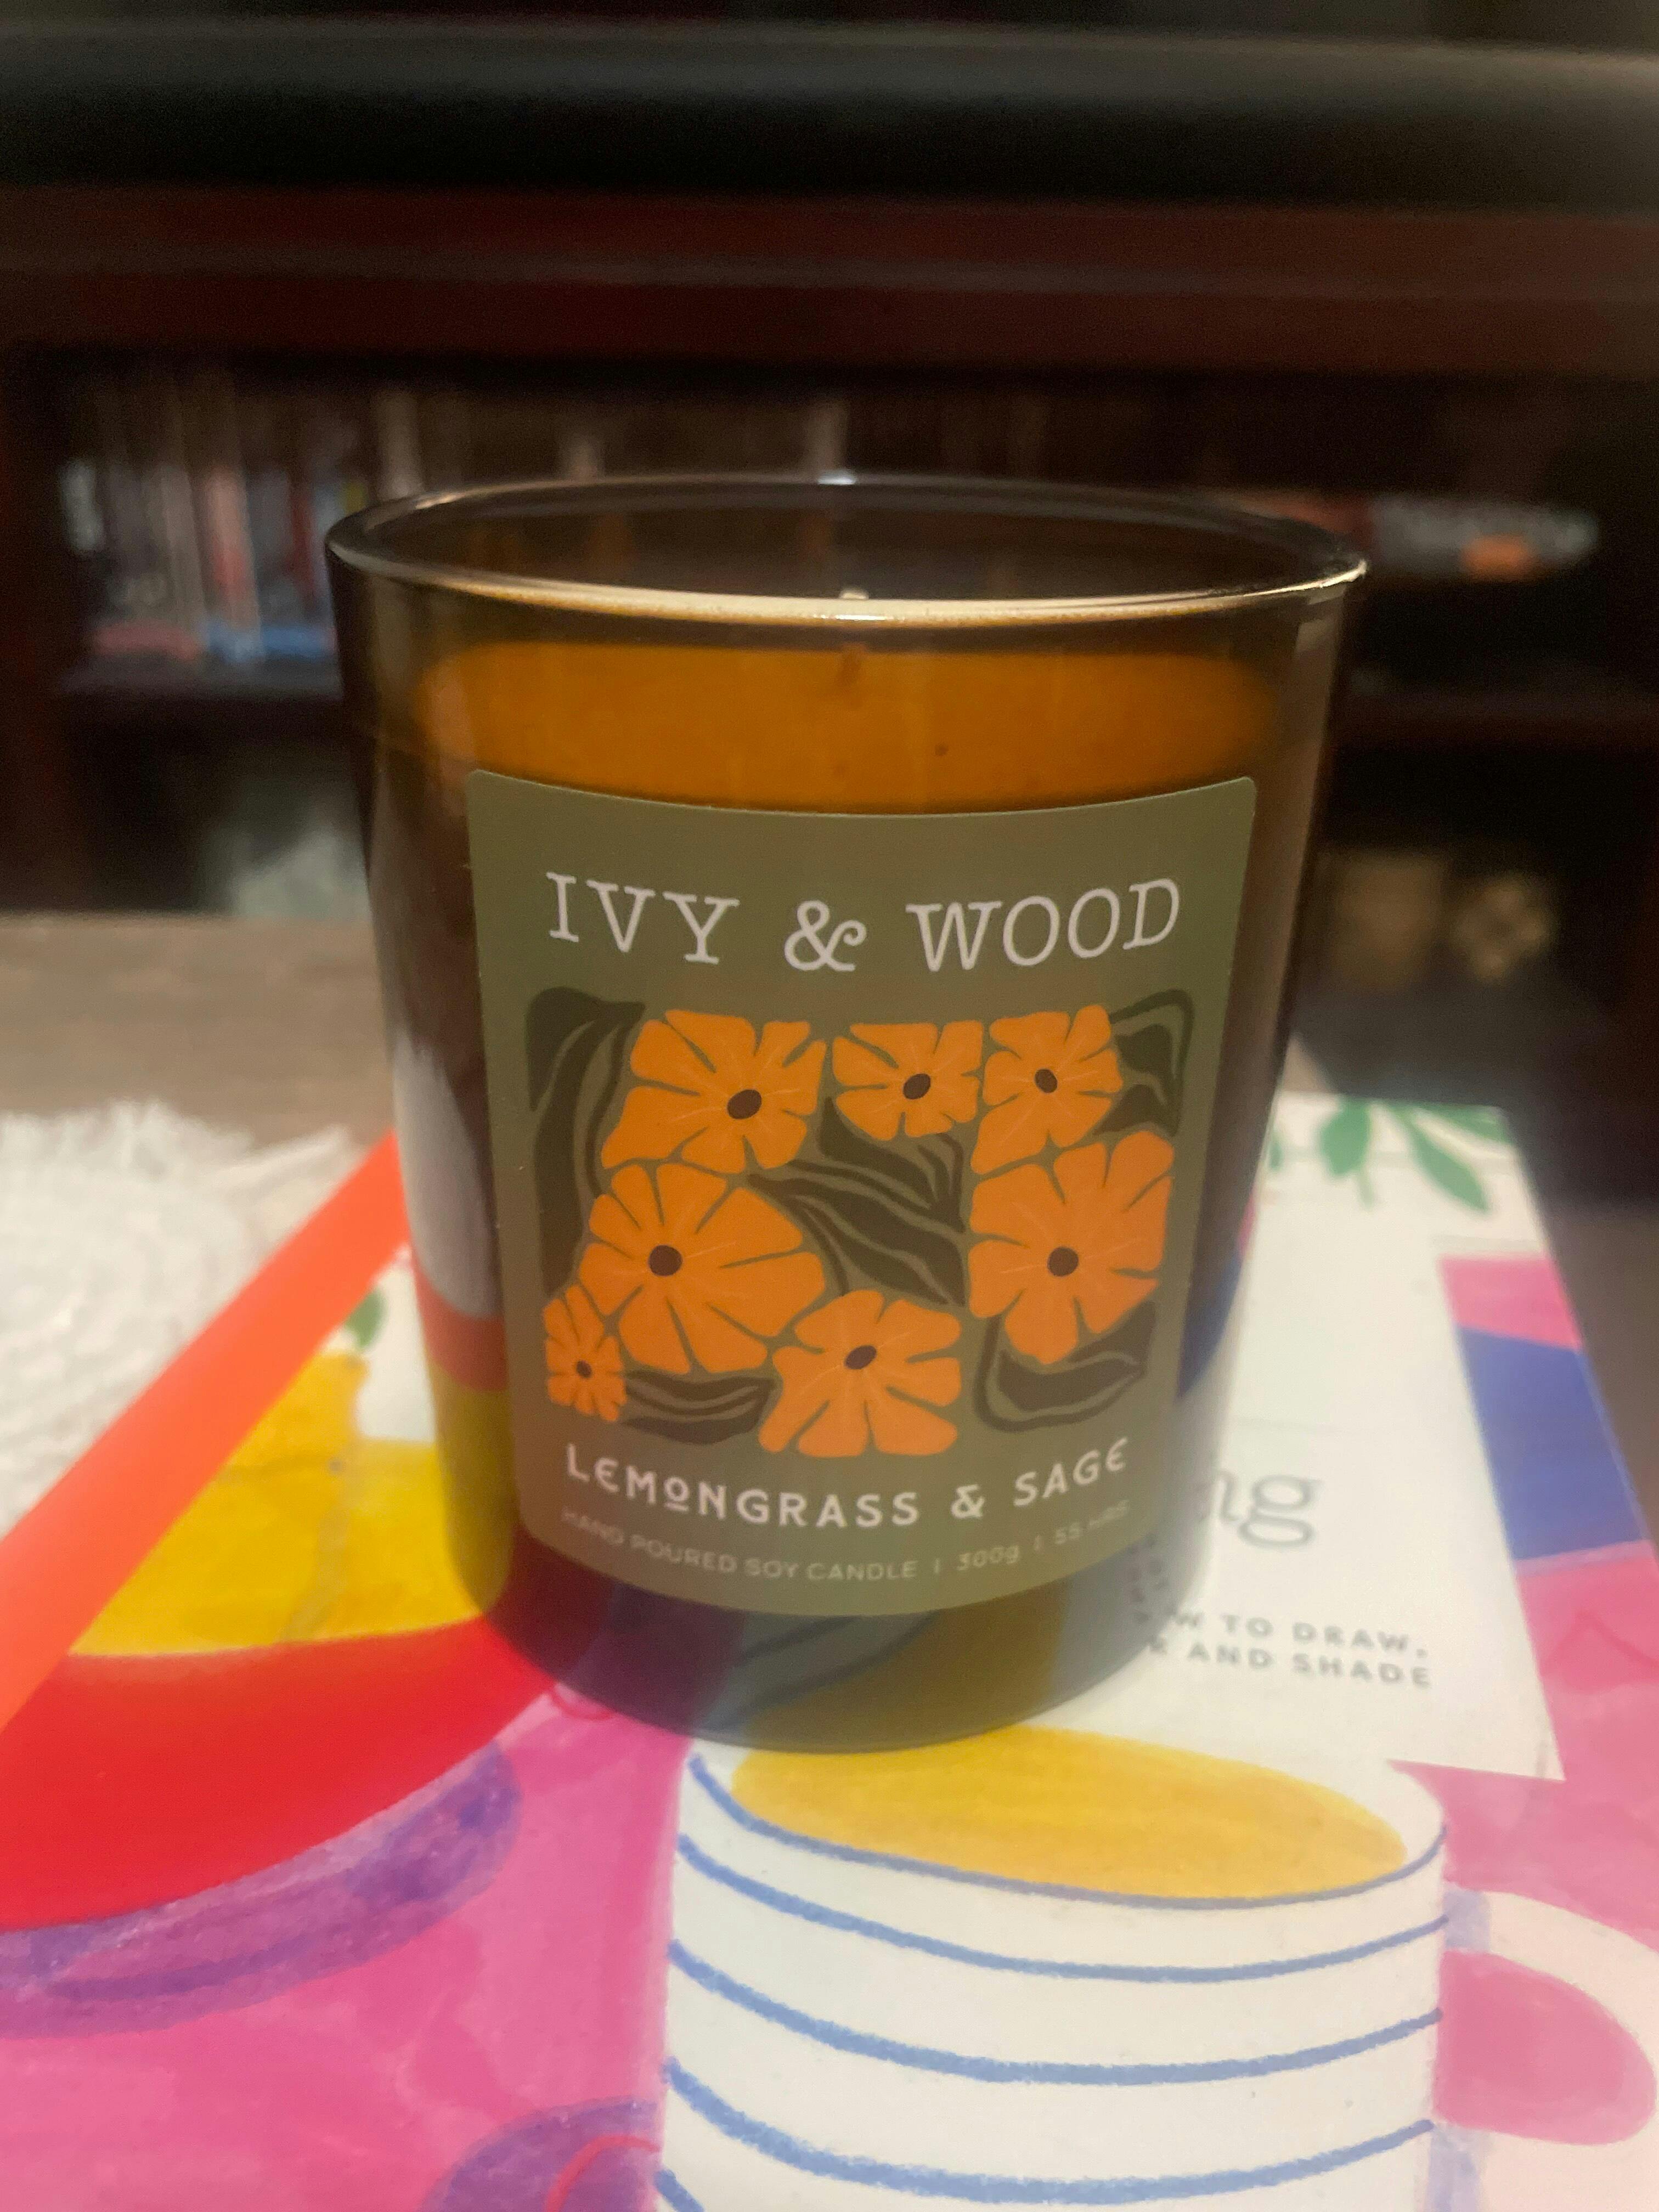 IVY & WOOD
LEMONGRASS & SAGE
HAND POURED SOY CANDLE | 300g | 55 HRS
TO DRAW,
AND SHADE